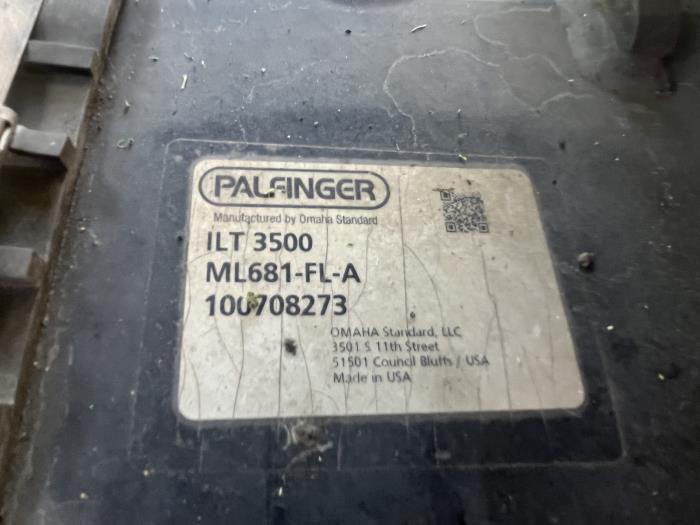 PALFINGER
Manufactured by Omaha Standard
ILT 3500
ML681-FL-A
100708273
OMAHA Standard, LLC
3501 S 11th Street
51501 Council Bluffs / USA
Made in USA